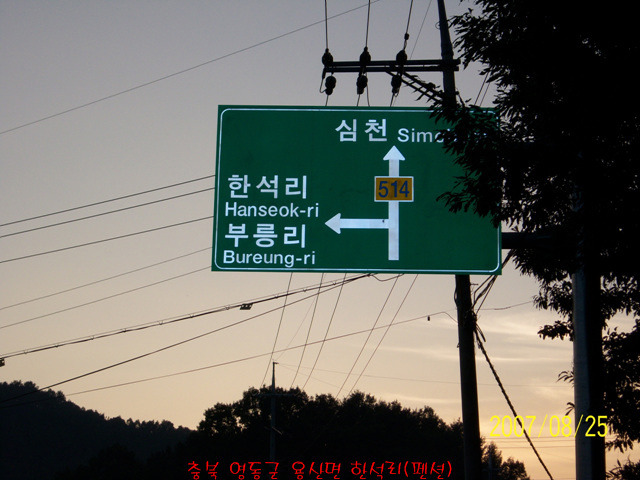 심천
514
한석리
Hanseok-ri
부릉리
Bureung-ri
2007/08/25
충북 영동군 용산면 한석리(펜션)